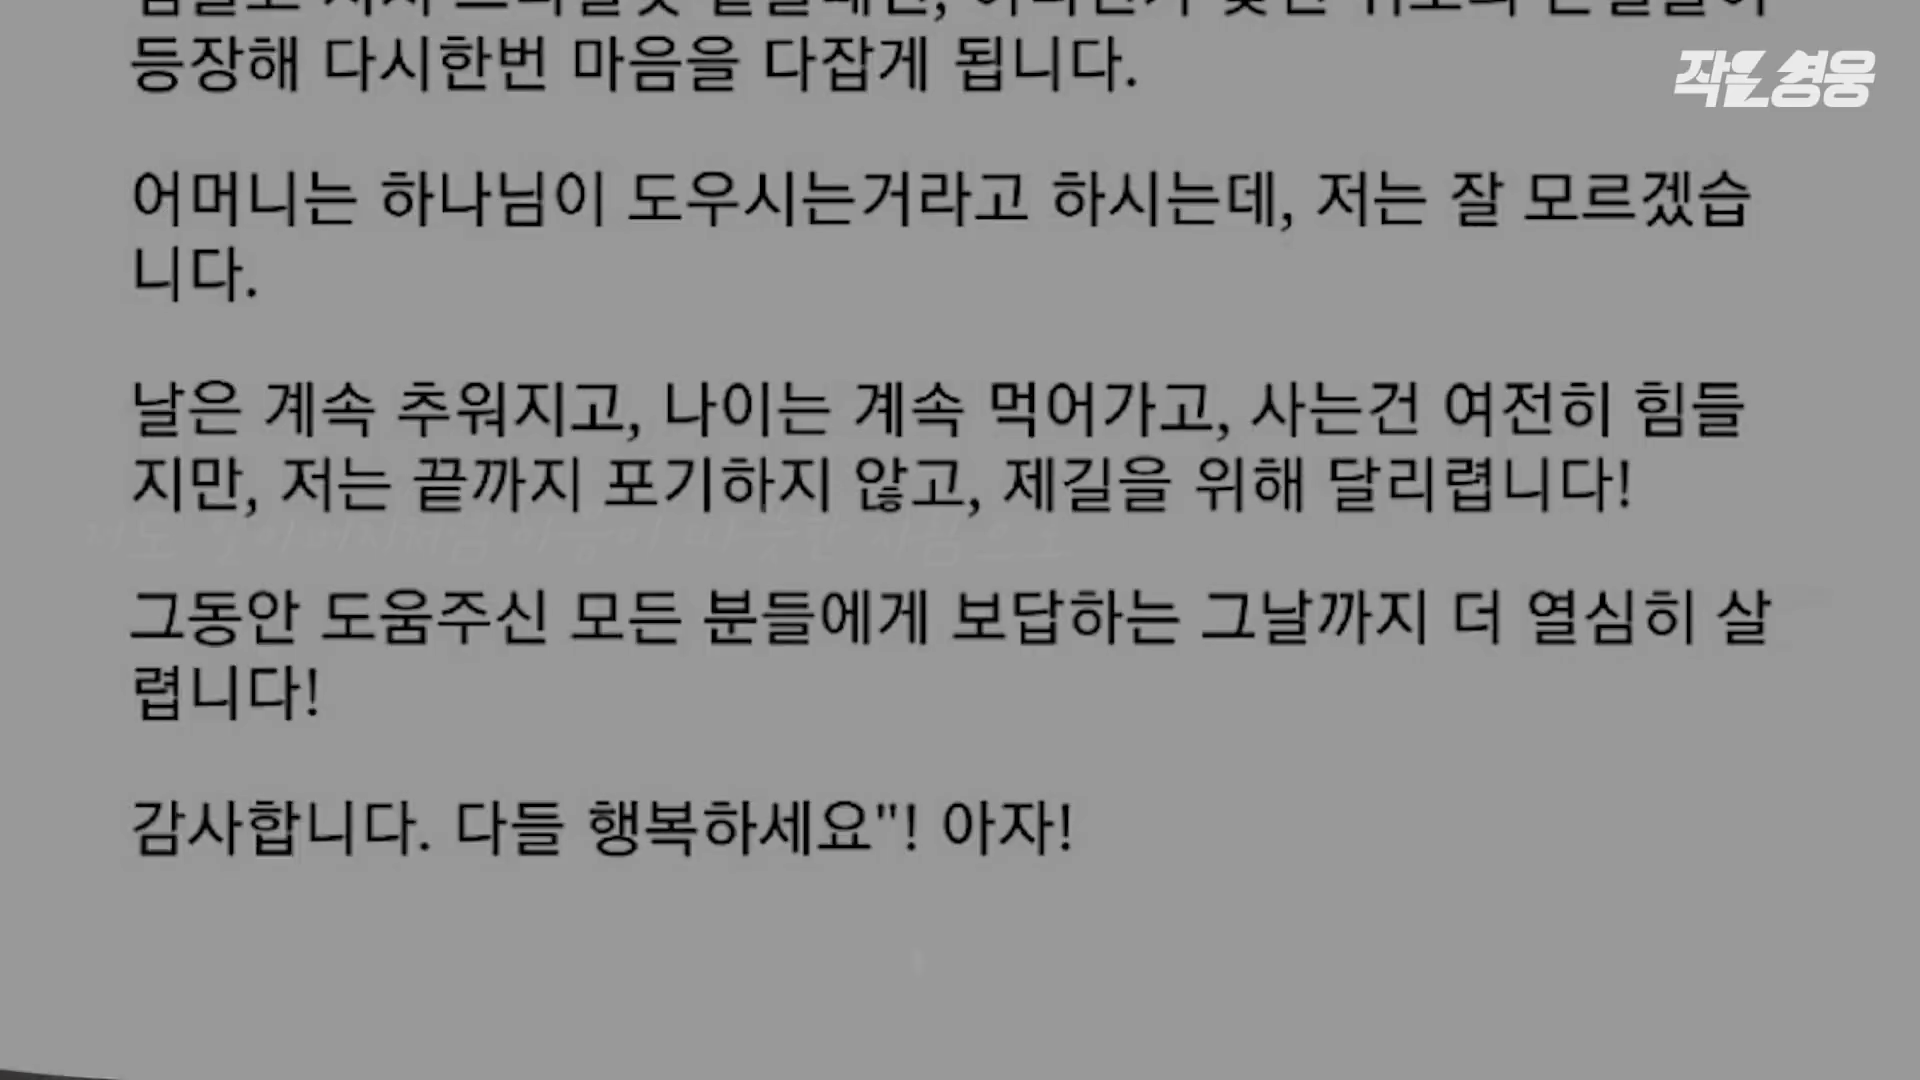 등장해 다시한번 마음을 다잡게 됩니다.
작은영웅
어머니는 하나님이 도우시는거라고 하시는데, 저는 잘 모르겠습
니다.
날은 계속 추워지고, 나이는 계속 먹어가고, 사는건 여전히 힘들
지만, 저는 끝까지 포기하지 않고, 제길을 위해 달리렵니다!
그동안 도움주신 모든 분들에게 보답하는 그날까지 더 열심히 살
렵니다!
감사합니다. 다들 행복하세요"! 아자!